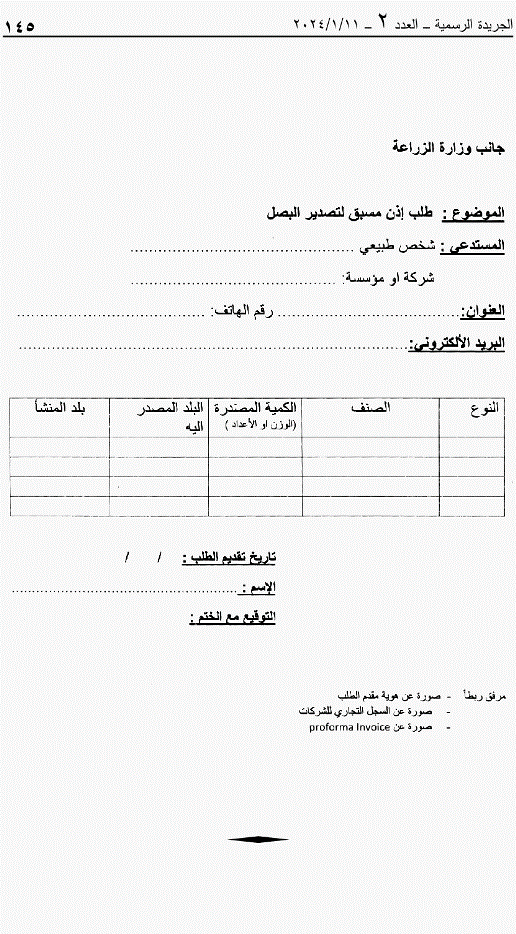 الجريدة الرسمية ـ العدد ٢ ـ ٢٠٢٤/١/١١ ١٤٥
جانب وزارة الزراعة
الموضوع : طلب إذن مسبق لتصدير البصل
المستدعي : شخص طبيعي ................................................
شركة او مؤسسة: ............................................
العنوان:........................................ رقم الهاتف: ........................................
البريد الألكتروني:................................................................................
النوع الصنف الكمية المصدرة البلد المصدر بلد المنشأ
(الوزن او الأعداد ) اليه
تاريخ تقديم الطلب : / /
الإسم : ................................................
التوقيع مع الختم :
مرفق ربطاً - صورة عن هوية مقدم الطلب
- صورة عن السجل التجاري للشركات
- صورة عن proforma Invoice